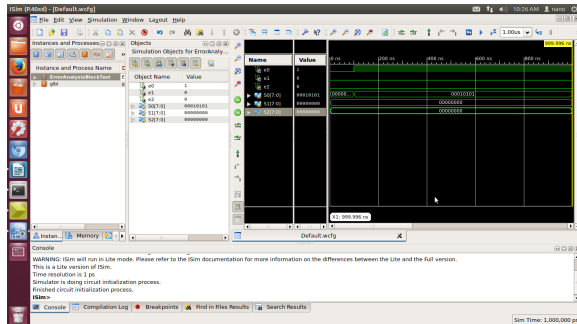 ISim (P.40xd) - [Default.wcfg]
10:26 AM nano
File Edit View Simulation Window Layout Help
1.00us
Instances and Processes
Objects
Simulation Objects for ErrorAnaly...
Instance and Process Name
ErrorAnalysisBlockTest
glbl
Object Name Value
e0 1
e1 0
e2 0
S0[7:0] 00010101
S1[7:0] 00000000
S2[7:0] 00000000
Name Value
e0 1
e1 0
e2 0
S0[7:0] 00010101
S1[7:0] 00000000
S2[7:0] 00000000
999.996 ns
0 ns 200 ns 400 ns 600 ns 800 ns
00000... 00010101
00000000
00000000
X1: 999.996 ns
Instan... Memory
Default.wcfg
Console
WARNING: ISim will run in Lite mode. Please refer to the ISim documentation for more information on the differences between the Lite and the Full version.
This is a Lite version of ISim.
Time resolution is 1 ps
Simulator is doing circuit initialization process.
Finished circuit initialization process.
ISim>
Console Compilation Log Breakpoints Find in Files Results Search Results
Sim Time: 1,000,000 ps